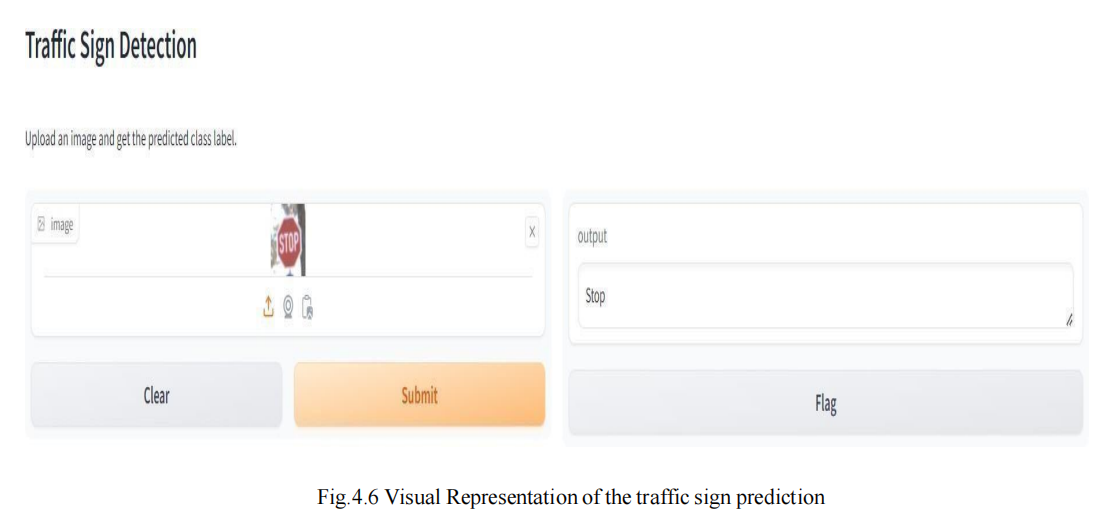 Traffic Sign Detection
Upload an image and get the predicted class label.
image
X
STOP
output
Stop
Clear
Submit
Flag
Fig.4.6 Visual Representation of the traffic sign prediction